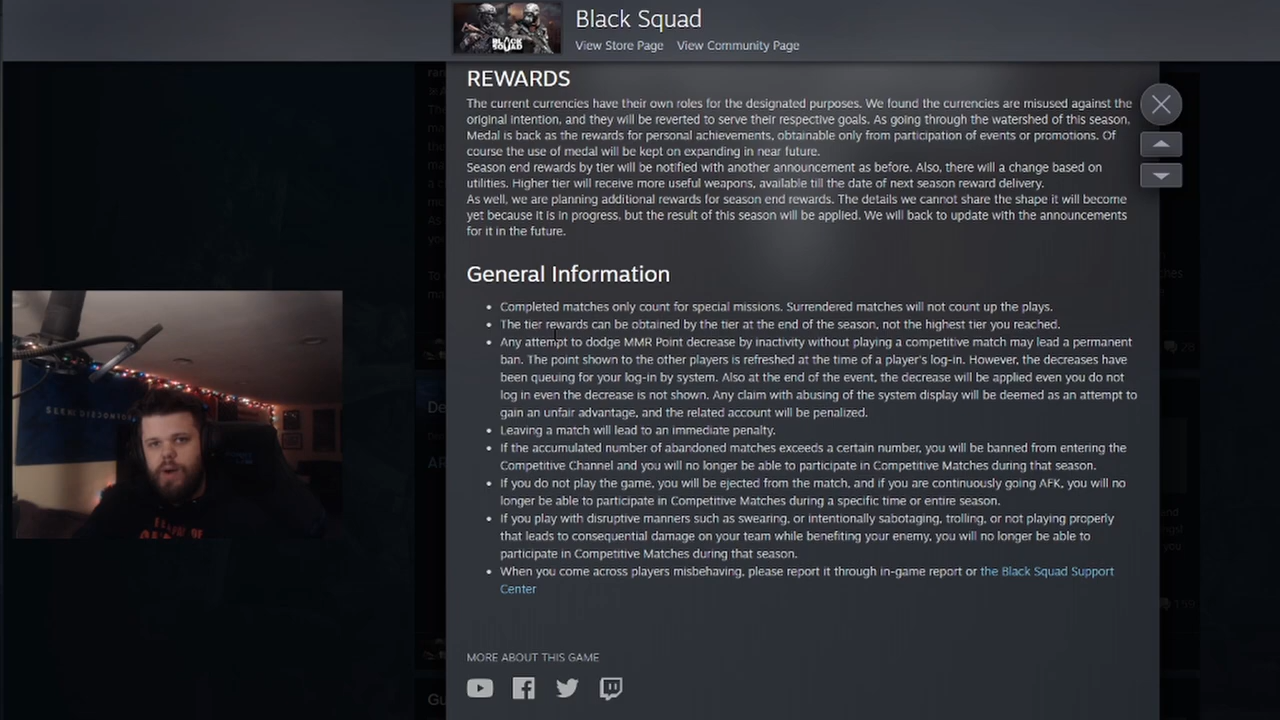 Black Squad
View Store Page View Community Page
BLACK SQUAD
REWARDS
The current currencies have their own roles for the designated purposes. We found the currencies are misused against the
original intention, and they will be reverted to serve their respective goals. As going through the watershed of this season,
Medal is back as the rewards for personal achievements, obtainable only from participation of events or promotions. Of
course the use of medal will be kept on expanding in near future.
Season end rewards by tier will be notified with another announcement as before. Also, there will a change based on
utilities. Higher tier will receive more useful weapons, available till the date of next season reward delivery.
As well, we are planning additional rewards for season end rewards. The details we cannot share the shape it will become
yet because it is in progress, but the result of this season will be applied. We will back to update with the announcements
for it in the future.
General Information
• Completed matches only count for special missions. Surrendered matches will not count up the plays.
• The tier rewards can be obtained by the tier at the end of the season, not the highest tier you reached.
• Any attempt to dodge MMR Point decrease by inactivity without playing a competitive match may lead a permanent
ban. The point shown to the other players is refreshed at the time of a player's log-in. However, the decreases have
been queuing for your log-in by system. Also at the end of the event, the decrease will be applied even you do not
log in even the decrease is not shown. Any claim with abusing of the system display will be deemed as an attempt to
gain an unfair advantage, and the related account will be penalized.
• Leaving a match will lead to an immediate penalty.
• If the accumulated number of abandoned matches exceeds a certain number, you will be banned from entering the
Competitive Channel and you will no longer be able to participate in Competitive Matches during that season.
• If you do not play the game, you will be ejected from the match, and if you are continuously going AFK, you will no
longer be able to participate in Competitive Matches during a specific time or entire season.
• If you play with disruptive manners such as swearing, or intentionally sabotaging, trolling, or not playing properly
that leads to consequential damage on your team while benefiting your enemy, you will no longer be able to
participate in Competitive Matches during that season.
• When you come across players misbehaving, please report it through in-game report or the Black Squad Support
Center
MORE ABOUT THIS GAME